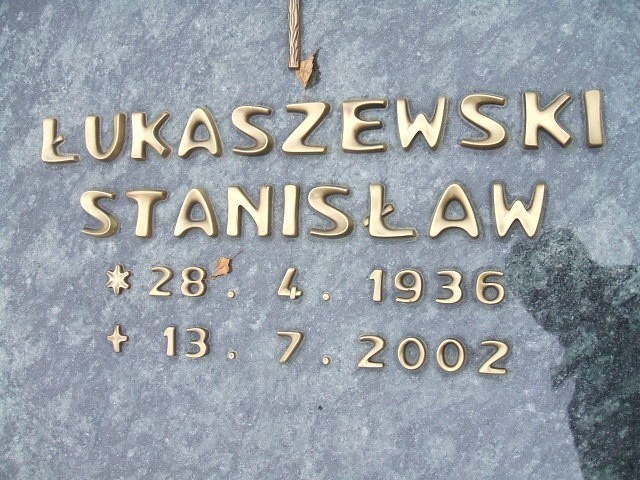 ŁUKASZEWSKI
STANISŁAW
* 28. 4. 1936
+ 13. 7. 2002